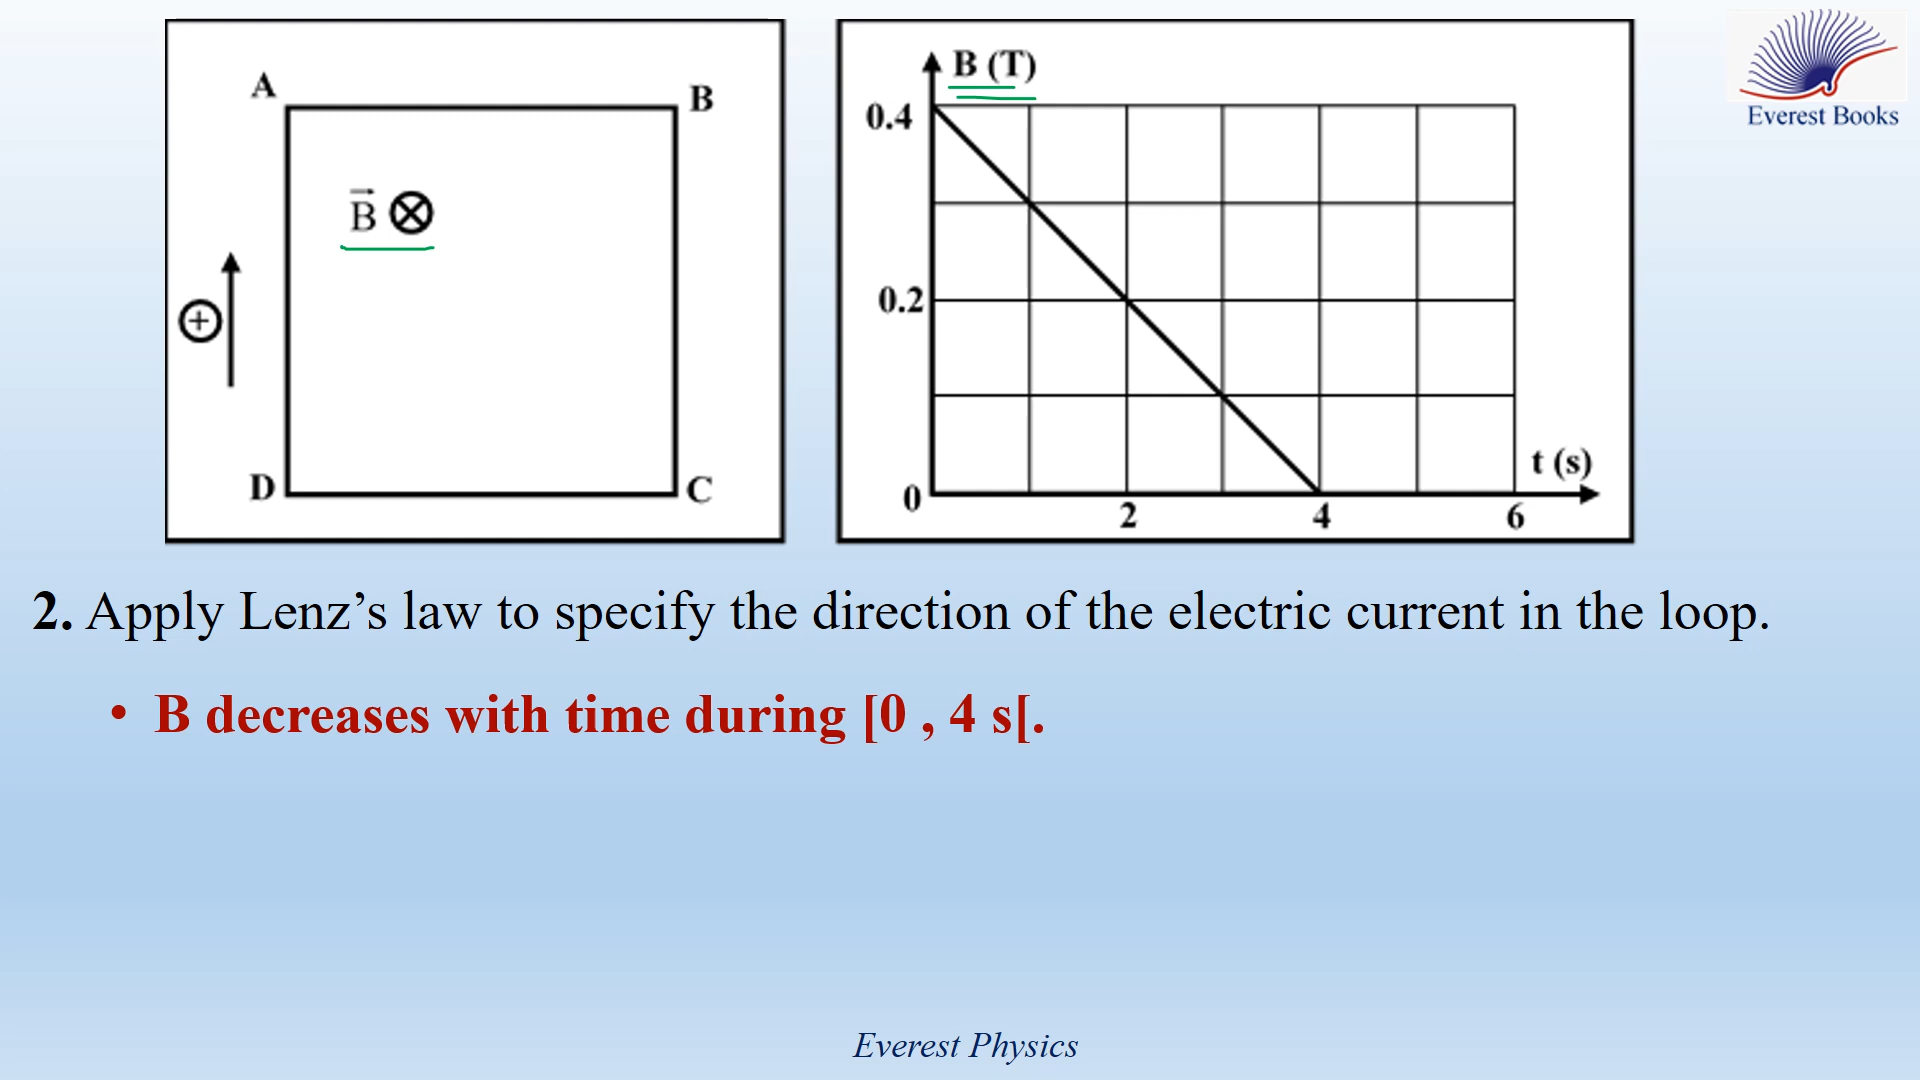 A
B
B
+
D
C
B (T)
0.4
0.2
0
2
4
6
t (s)
Everest Books
2. Apply Lenz’s law to specify the direction of the electric current in the loop.
• B decreases with time during [0 , 4 s[.
Everest Physics